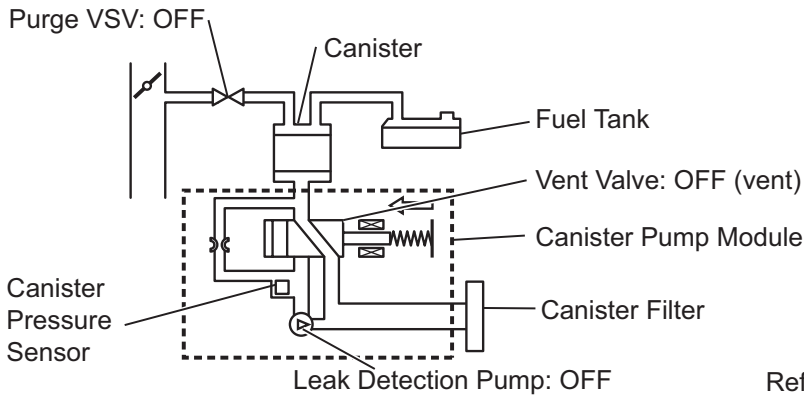 Purge VSV: OFF
Canister
Fuel Tank
Vent Valve: OFF (vent)
Canister Pump Module
Canister
Pressure
Sensor
Canister Filter
Leak Detection Pump: OFF
Ref